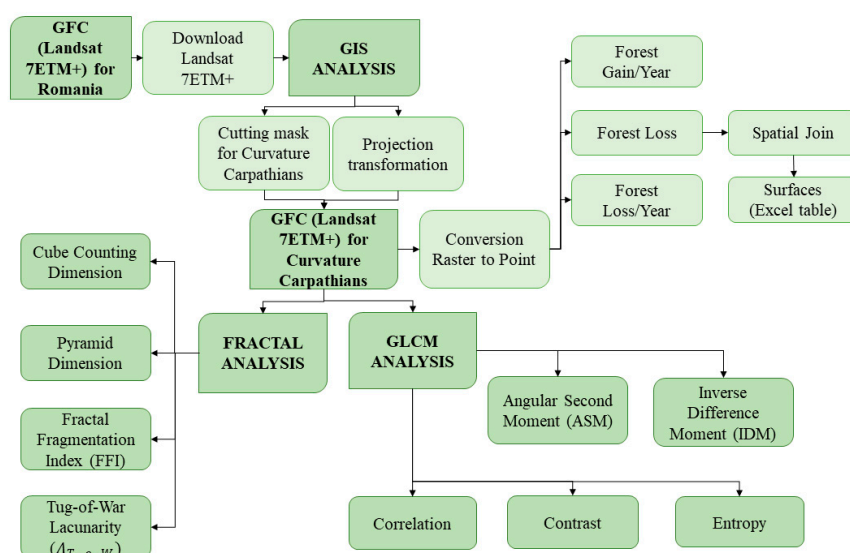 GFC
(Landsat
7ETM+) for
Romania
Download
Landsat
7ETM+
GIS
ANALYSIS
Forest
Gain/Year
Cutting mask
for Curvature
Carpathians
Projection
transformation
Forest Loss
Spatial Join
Forest
Loss/Year
Surfaces
(Excel table)
GFC (Landsat
7ETM+) for
Curvature
Carpathians
Conversion
Raster to Point
Cube Counting
Dimension
Pyramid
Dimension
Fractal
Fragmentation
Index (FFI)
Tug-of-War
Lacunarity
FRACTAL
ANALYSIS
GLCM
ANALYSIS
Angular Second
Moment (ASM)
Inverse
Difference
Moment (IDM)
Correlation
Contrast
Entropy